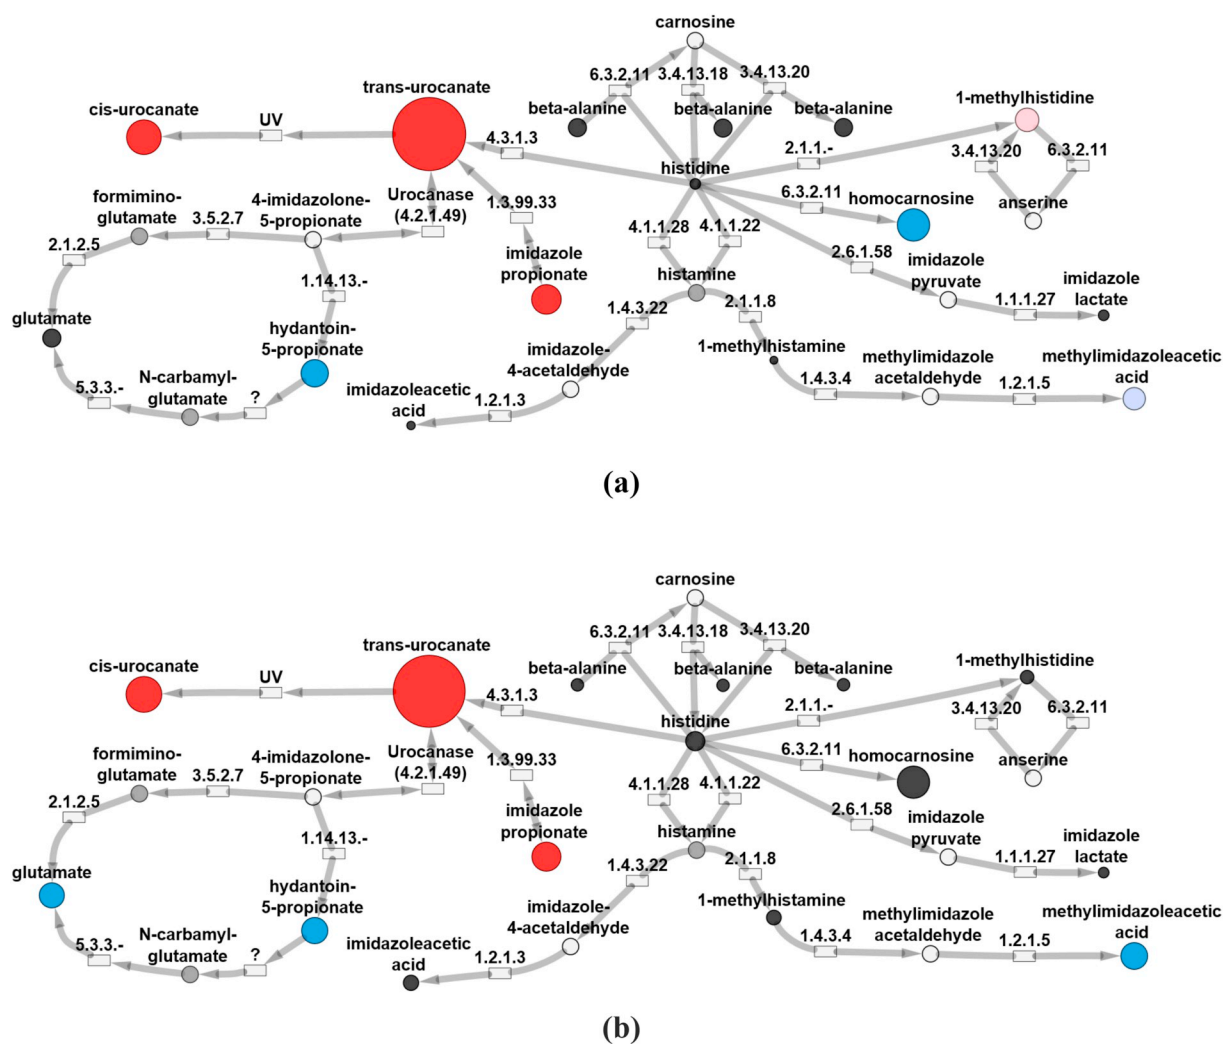 carnosine
6.3.2.11
3.4.13.18
3.4.13.20
trans-urocanate
cis-urocanate
UV
beta-alanine
beta-alanine
beta-alanine
1-methylhistidine
4.3.1.3
2.1.1.-
3.4.13.20
6.3.2.11
histidine
formimino-
glutamate
3.5.2.7
4-imidazolone-
5-propionate
Urocanase
(4.2.1.49)
1.3.99.33
6.3.2.11
homocarnosine
anserine
2.1.2.5
4.1.1.28
4.1.1.22
2.6.1.58
imidazole
propionate
histamine
imidazole
pyruvate
imidazole
lactate
1.14.13.-
1.4.3.22
2.1.1.8
1.1.1.27
glutamate
hydantoin-
5-propionate
imidazole-
4-acetaldehyde
1-methylhistamine
methylimidazole
acetaldehyde
methylimidazoleacetic
acid
5.3.3.-
N-carbamyl-
glutamate
?
imidazoleacetic
acid
1.2.1.3
1.4.3.4
1.2.1.5
(a)
carnosine
6.3.2.11
3.4.13.18
3.4.13.20
trans-urocanate
cis-urocanate
UV
beta-alanine
beta-alanine
beta-alanine
1-methylhistidine
4.3.1.3
2.1.1.-
3.4.13.20
6.3.2.11
histidine
formimino-
glutamate
3.5.2.7
4-imidazolone-
5-propionate
Urocanase
(4.2.1.49)
1.3.99.33
6.3.2.11
homocarnosine
anserine
2.1.2.5
4.1.1.28
4.1.1.22
2.6.1.58
imidazole
propionate
histamine
imidazole
pyruvate
imidazole
lactate
1.14.13.-
1.4.3.22
2.1.1.8
1.1.1.27
glutamate
hydantoin-
5-propionate
imidazole-
4-acetaldehyde
1-methylhistamine
methylimidazole
acetaldehyde
methylimidazoleacetic
acid
5.3.3.-
N-carbamyl-
glutamate
?
imidazoleacetic
acid
1.2.1.3
1.4.3.4
1.2.1.5
(b)